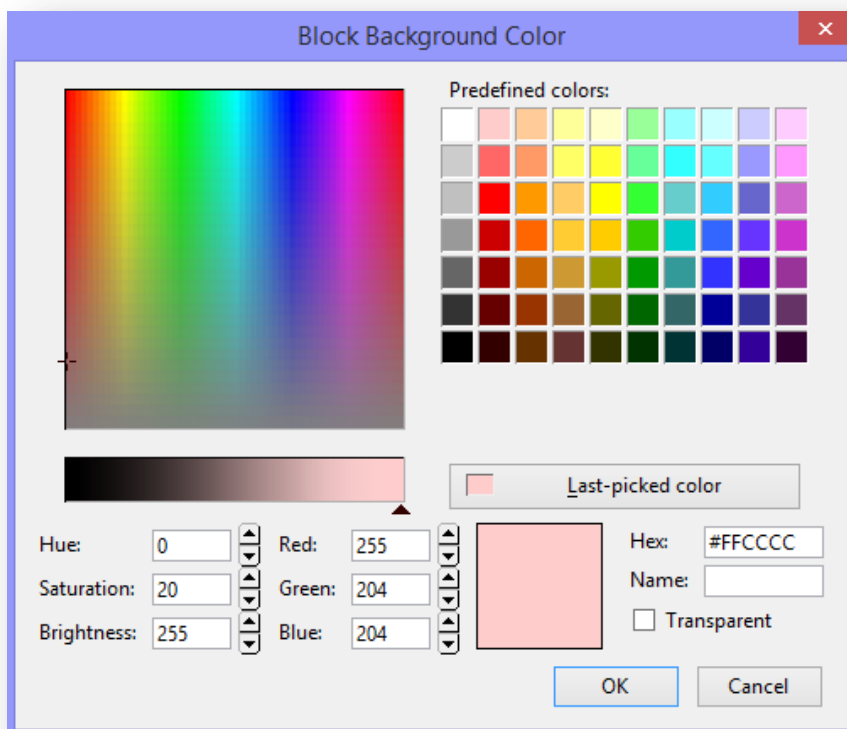 Block Background Color
Predefined colors:
Last-picked color
Hue: 0 Red: 255 Hex: #FFCCCC
Saturation: 20 Green: 204 Name:
Brightness: 255 Blue: 204 Transparent
OK Cancel